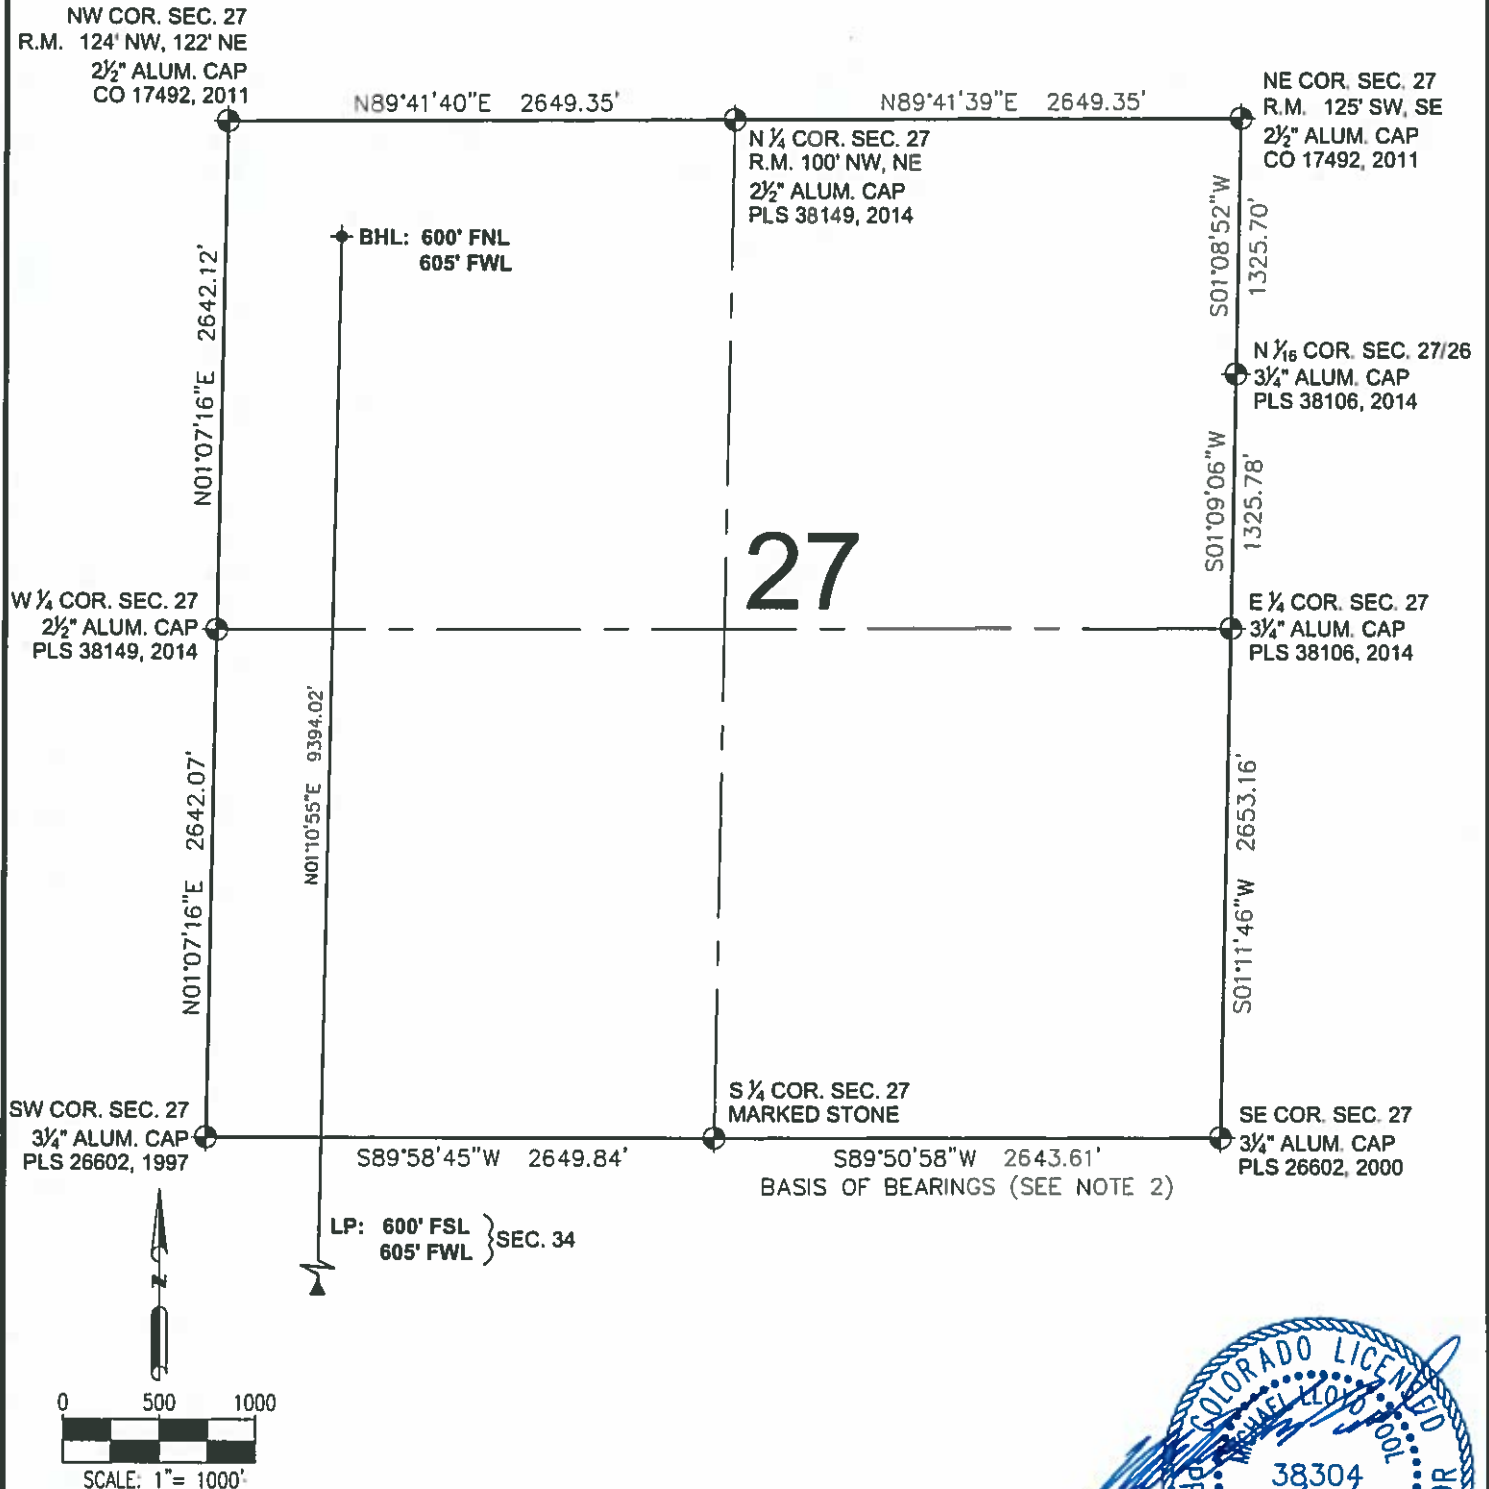 NW COR. SEC. 27
R.M. 124' NW, 122' NE
2½" ALUM. CAP
CO 17492, 2011
N89°41'40"E 2649.35'
N89°41'39"E 2649.35'
NE COR. SEC. 27
R.M. 125' SW, SE
2½" ALUM. CAP
CO 17492, 2011
N ¼ COR. SEC. 27
R.M. 100' NW, NE
2½" ALUM. CAP
PLS 38149, 2014
BHL: 600' FNL
605' FWL
N01°07'16"E 2642.12'
S01°08'52"W
1325.70'
N 1⁄16 COR. SEC. 27/26
3¼" ALUM. CAP
PLS 38106, 2014
S01°09'06"W
1325.78'
27
W ¼ COR. SEC. 27
2½" ALUM. CAP
PLS 38149, 2014
E ¼ COR. SEC. 27
3¼" ALUM. CAP
PLS 38106, 2014
N01°07'16"E 2642.07'
N01°10'55"E 9394.02'
S01°11'46"W 2653.16'
SW COR. SEC. 27
3¼" ALUM. CAP
PLS 26602, 1997
S ¼ COR. SEC. 27
MARKED STONE
SE COR. SEC. 27
3¼" ALUM. CAP
PLS 26602, 2000
S89°58'45"W 2649.84'
S89°50'58"W 2643.61'
BASIS OF BEARINGS (SEE NOTE 2)
LP: 600' FSL
605' FWL
SEC. 34
N
0 500 1000
SCALE: 1"= 1000'
COLORADO LICENSED
MICHAEL LLOYD
38304